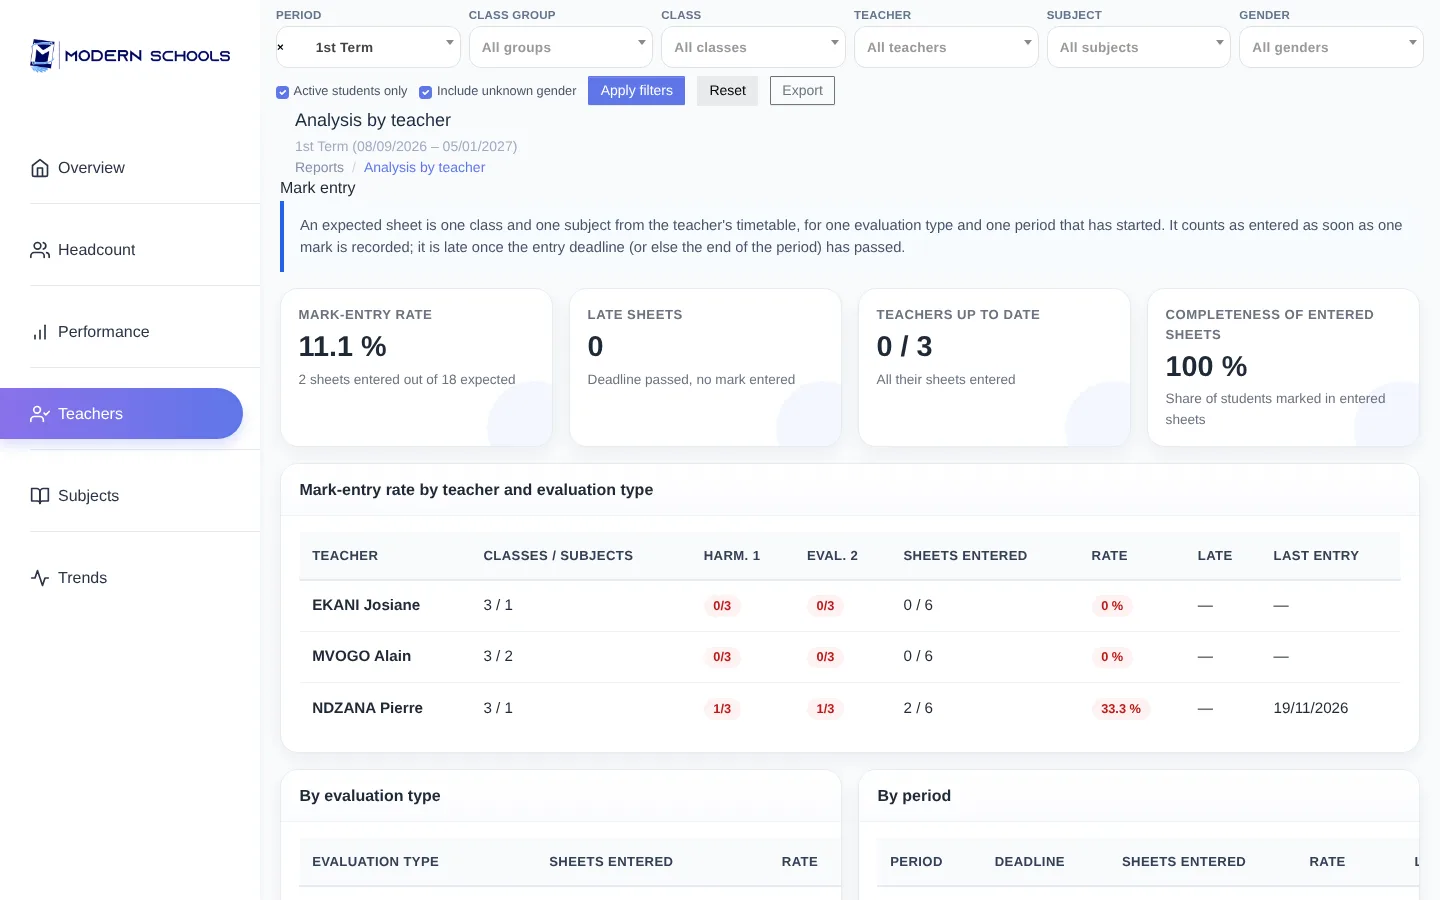 PERIOD CLASS GROUP CLASS TEACHER SUBJECT GENDER
× 1st Term All groups All classes All teachers All subjects All genders
MODERN SCHOOLS
Active students only Include unknown gender Apply filters Reset Export
Analysis by teacher
1st Term (08/09/2026 – 05/01/2027)
Reports / Analysis by teacher
Mark entry
Overview
Headcount
Performance
Teachers
Subjects
Trends
An expected sheet is one class and one subject from the teacher's timetable, for one evaluation type and one period that has started. It counts as entered as soon as one
mark is recorded; it is late once the entry deadline (or else the end of the period) has passed.
MARK-ENTRY RATE
11.1 %
2 sheets entered out of 18 expected
LATE SHEETS
0
Deadline passed, no mark entered
TEACHERS UP TO DATE
0 / 3
All their sheets entered
COMPLETENESS OF ENTERED
SHEETS
100 %
Share of students marked in entered
sheets
Mark-entry rate by teacher and evaluation type
TEACHER CLASSES / SUBJECTS HARM. 1 EVAL. 2 SHEETS ENTERED RATE LATE LAST ENTRY
EKANI Josiane 3 / 1 0/3 0/3 0 / 6 0 % — —
MVOGO Alain 3 / 2 0/3 0/3 0 / 6 0 % — —
NDZANA Pierre 3 / 1 1/3 1/3 2 / 6 33.3 % — 19/11/2026
By evaluation type
EVALUATION TYPE SHEETS ENTERED RATE
By period
PERIOD DEADLINE SHEETS ENTERED RATE